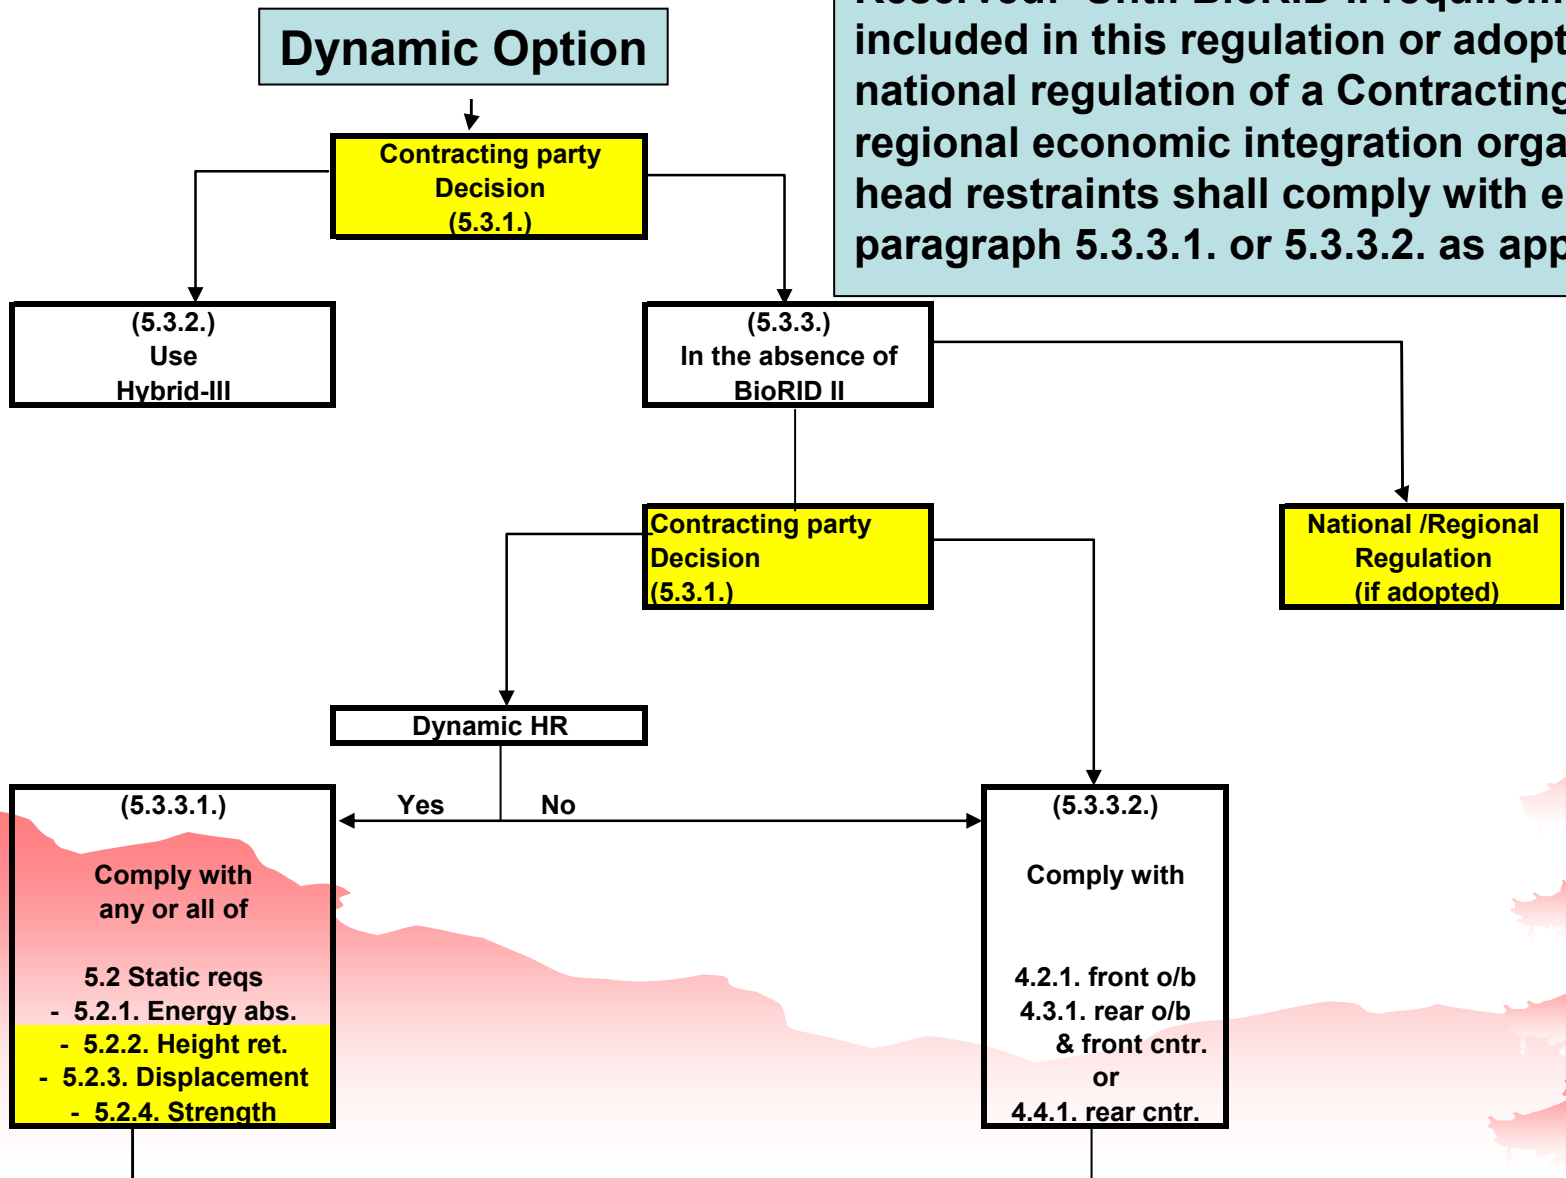 Dynamic Option
included in this regulation or adopt
national regulation of a Contracting
regional economic integration orga
head restraints shall comply with e
paragraph 5.3.3.1. or 5.3.3.2. as app
Contracting party
Decision
(5.3.1.)
(5.3.2.)
Use
Hybrid-III
(5.3.3.)
In the absence of
BioRID II
Contracting party
Decision
(5.3.1.)
National /Regional
Regulation
(if adopted)
Dynamic HR
Yes No
(5.3.3.1.)
Comply with
any or all of
5.2 Static reqs
- 5.2.1. Energy abs.
- 5.2.2. Height ret.
- 5.2.3. Displacement
- 5.2.4. Strength
(5.3.3.2.)
Comply with
4.2.1. front o/b
4.3.1. rear o/b
& front cntr.
or
4.4.1. rear cntr.